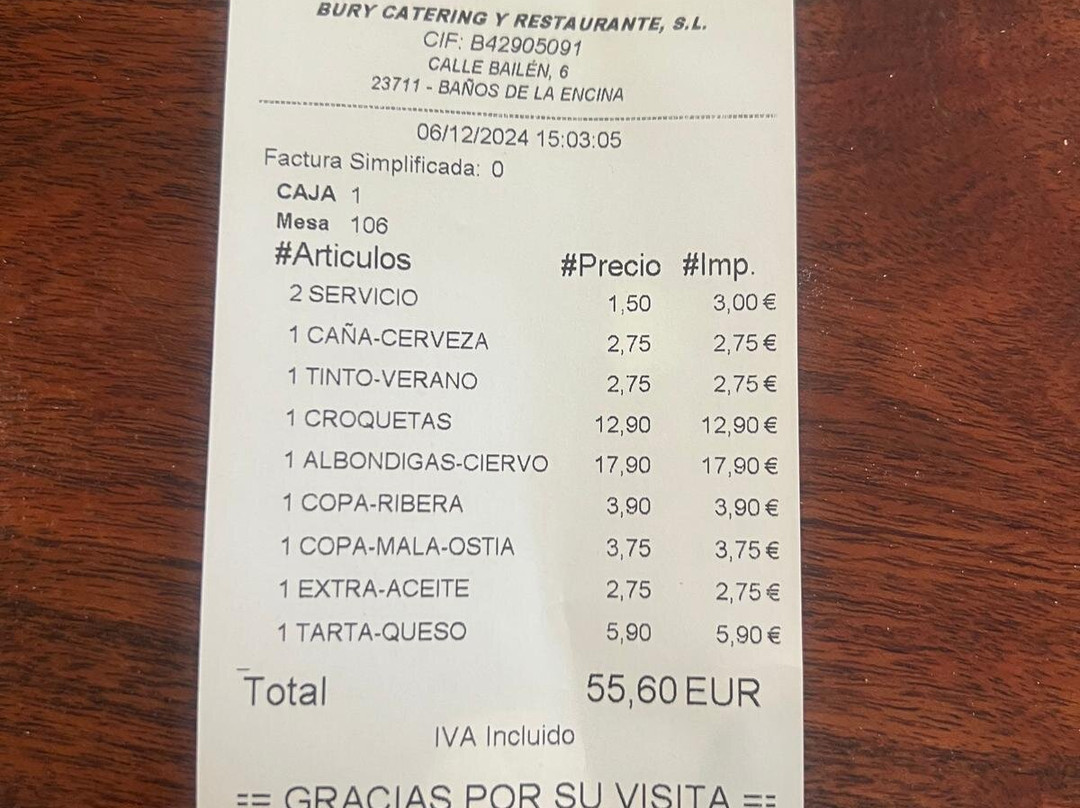 BURY CATERING Y RESTAURANTE, S.L.
CIF: B42905091
CALLE BAILÉN, 6
23711 - BAÑOS DE LA ENCINA
06/12/2024 15:03:05
Factura Simplificada: 0
CAJA 1
Mesa 106
#Articulos #Precio #Imp.
2 SERVICIO 1,50 3,00 €
1 CAÑA-CERVEZA 2,75 2,75 €
1 TINTO-VERANO 2,75 2,75 €
1 CROQUETAS 12,90 12,90 €
1 ALBONDIGAS-CIERVO 17,90 17,90 €
1 COPA-RIBERA 3,90 3,90 €
1 COPA-MALA-OSTIA 3,75 3,75 €
1 EXTRA-ACEITE 2,75 2,75 €
1 TARTA-QUESO 5,90 5,90 €
Total 55,60 EUR
IVA Incluido
== GRACIAS POR SU VISITA ==